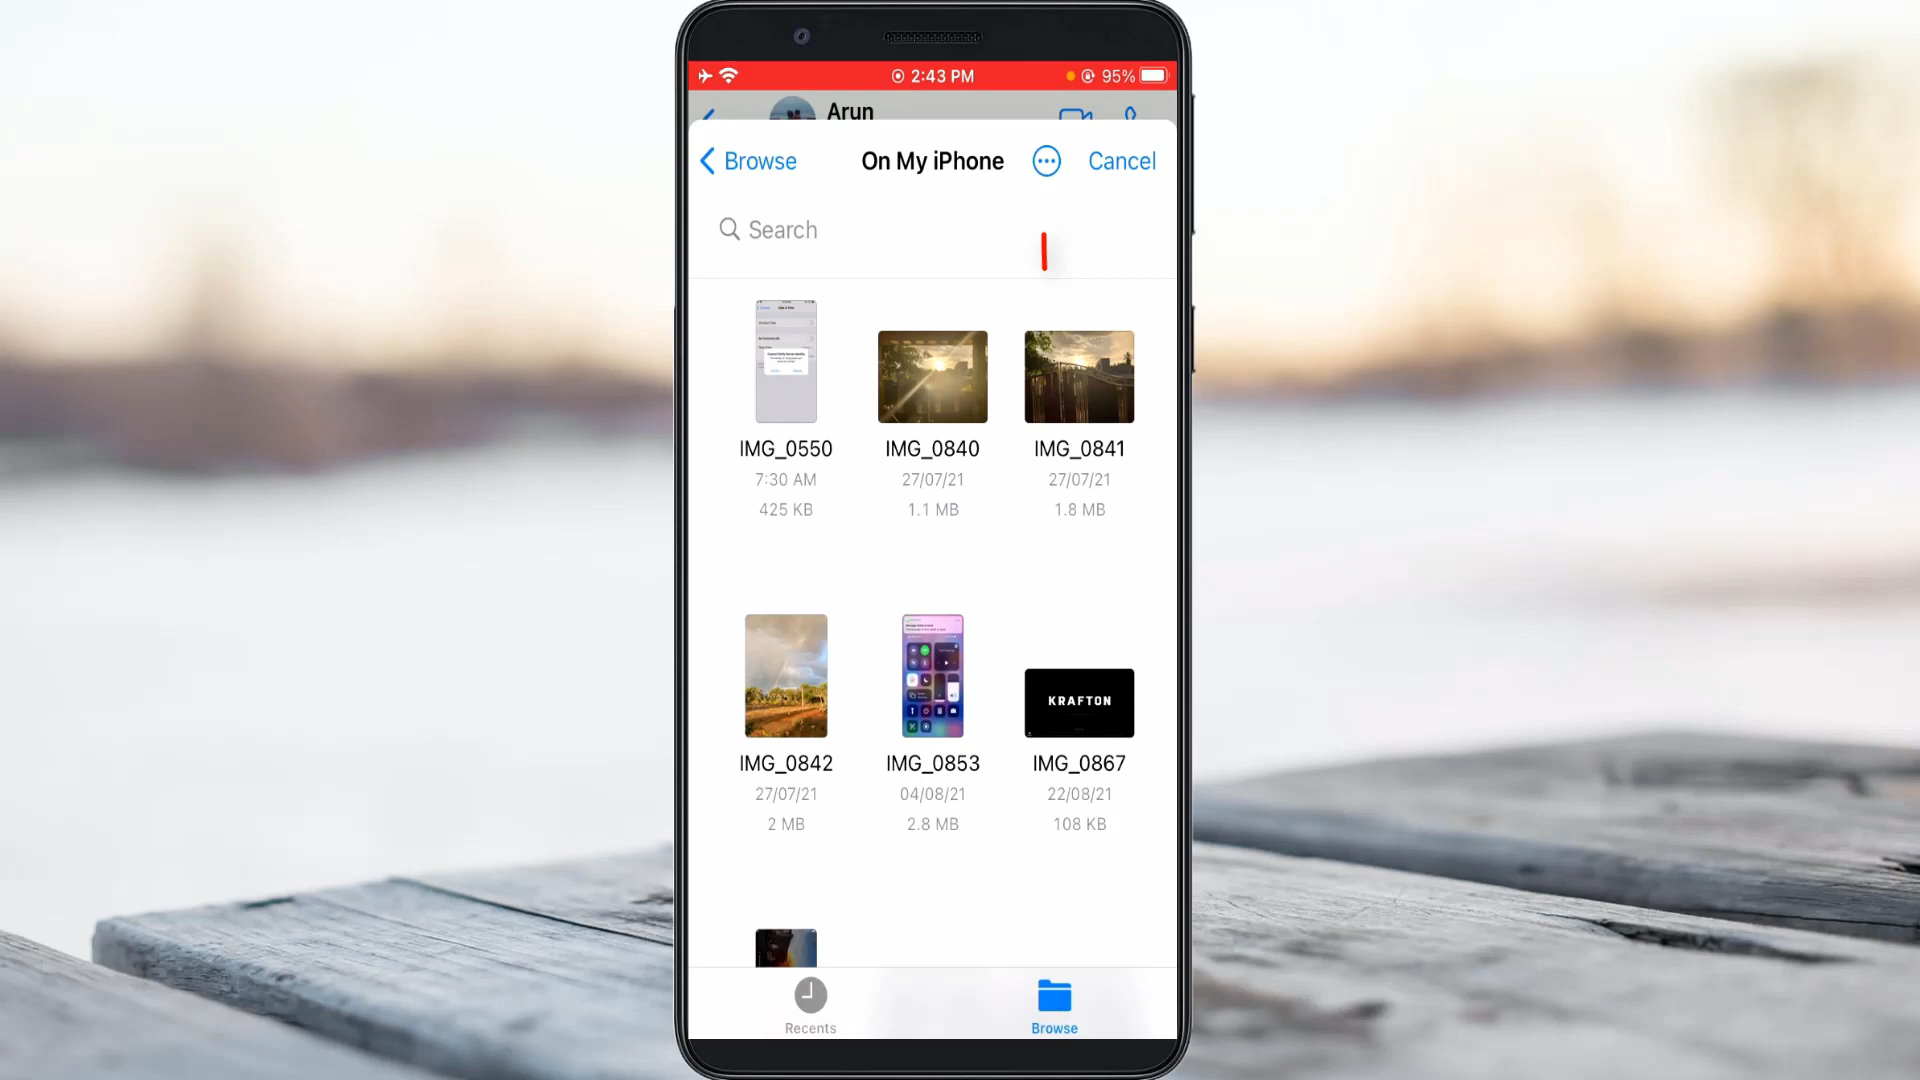 2:43 PM
95%
Arun
Browse
On My iPhone
Cancel
Search
IMG_0550
7:30 AM
425 KB
IMG_0840
27/07/21
1.1 MB
IMG_0841
27/07/21
1.8 MB
IMG_0842
27/07/21
2 MB
IMG_0853
04/08/21
2.8 MB
KRAFTON
IMG_0867
22/08/21
108 KB
Recents
Browse